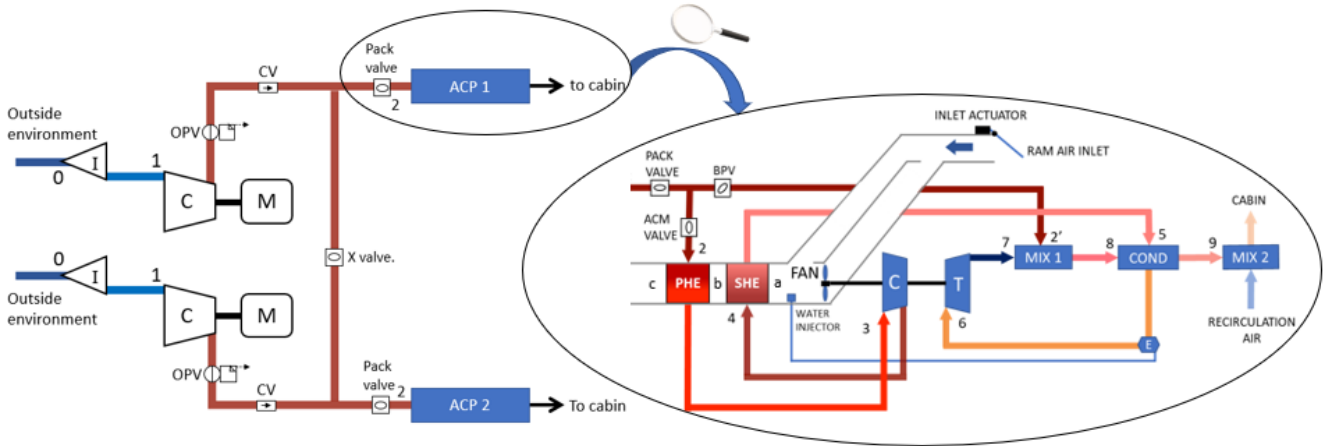 Outside
environment
0
I
1
C
M
OPV
CV
Pack
valve
2
ACP 1
to cabin
X valve.
0
Outside
environment
I
1
C
M
OPV
CV
Pack
valve
2
ACP 2
To cabin
INLET ACTUATOR
RAM AIR INLET
PACK
VALVE
BPV
ACM
VALVE
2
c
PHE
b
SHE
a
FAN
WATER
INJECTOR
4
3
C
T
6
7
2'
MIX 1
8
5
COND
9
MIX 2
CABIN
RECIRCULATION
AIR
E